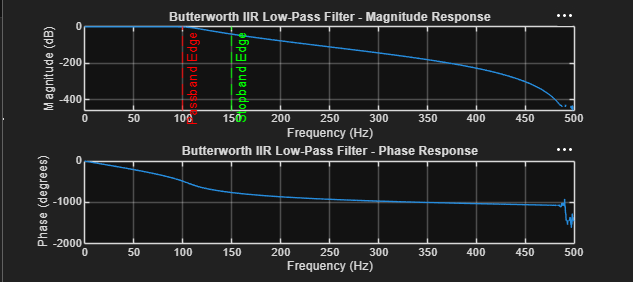 Butterworth IIR Low-Pass Filter - Magnitude Response
Magnitude (dB)
0
-200
-400
Passband Edge
Stopband Edge
0 50 100 150 200 250 300 350 400 450 500
Frequency (Hz)
Butterworth IIR Low-Pass Filter - Phase Response
Phase (degrees)
0
-1000
-2000
0 50 100 150 200 250 300 350 400 450 500
Frequency (Hz)